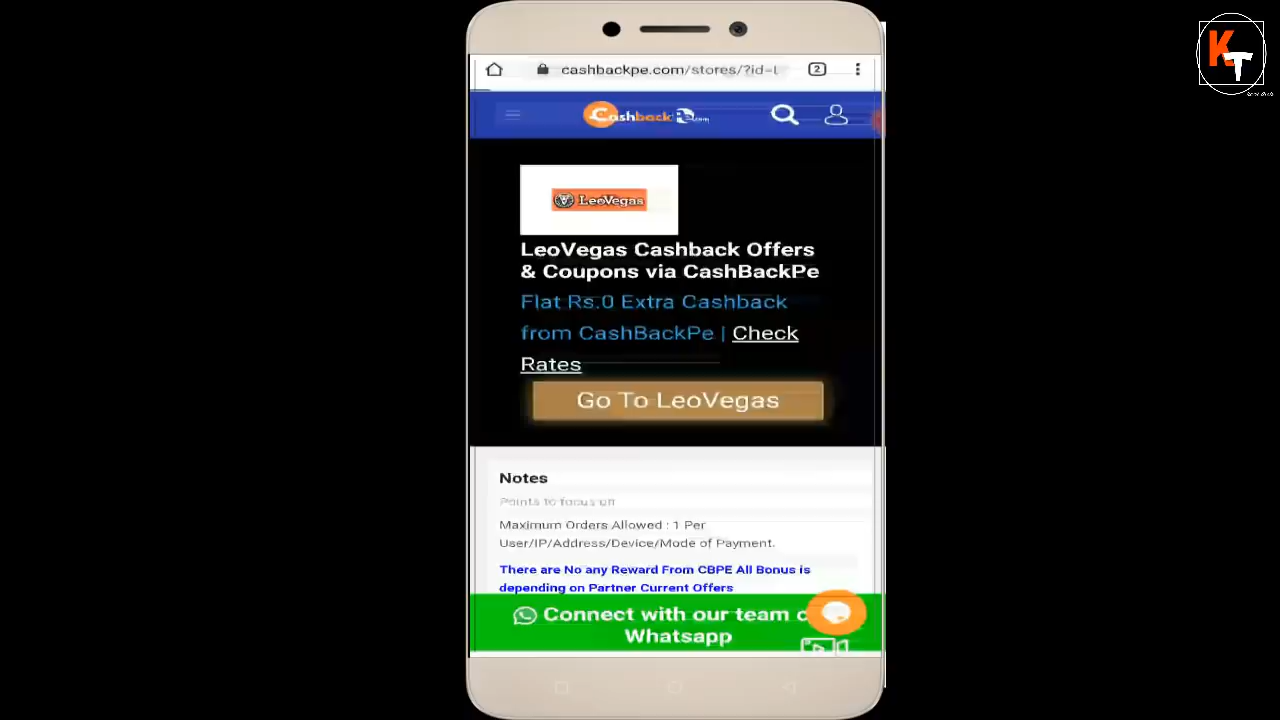 KT
cashbackpe.com/stores/?id=l
2
CashbackPe.com
LeoVegas
LeoVegas Cashback Offers
& Coupons via CashBackPe
Flat Rs.0 Extra Cashback
from CashBackPe | Check
Rates
Go To LeoVegas
Notes
Points to focus on
Maximum Orders Allowed : 1 Per
User/IP/Address/Device/Mode of Payment.
There are No any Reward From CBPE All Bonus is
depending on Partner Current Offers
Connect with our team
Whatsapp